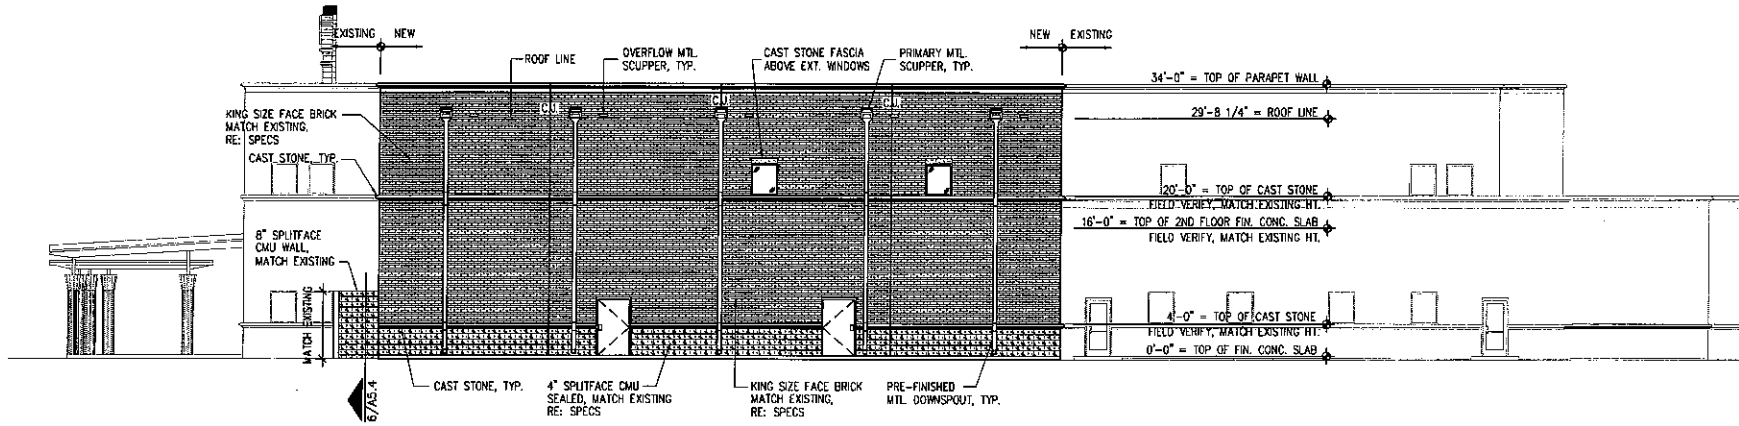 EXISTING NEW
NEW EXISTING
ROOF LINE
OVERFLOW MTL.
SCUPPER, TYP.
CAST STONE FASCIA
ABOVE EXT. WINDOWS
PRIMARY MTL.
SCUPPER, TYP.
34'-0" = TOP OF PARAPET WALL
C.J.
C.J.
C.J.
KING SIZE FACE BRICK
MATCH EXISTING,
RE: SPECS
29'-8 1/4" = ROOF LINE
CAST STONE, TYP.
20'-0" = TOP OF CAST STONE
FIELD VERIFY, MATCH EXISTING HT.
16'-0" = TOP OF 2ND FLOOR FIN. CONC. SLAB
FIELD VERIFY, MATCH EXISTING HT.
8" SPLITFACE
CMU WALL,
MATCH EXISTING
MATCH EXISTING
4'-0" = TOP OF CAST STONE
FIELD VERIFY, MATCH EXISTING HT.
0'-0" = TOP OF FIN. CONC. SLAB
6/A5.4
CAST STONE, TYP.
4" SPLITFACE CMU
SEALED, MATCH EXISTING
RE: SPECS
KING SIZE FACE BRICK
MATCH EXISTING,
RE: SPECS
PRE-FINISHED
MTL. DOWNSPOUT, TYP.